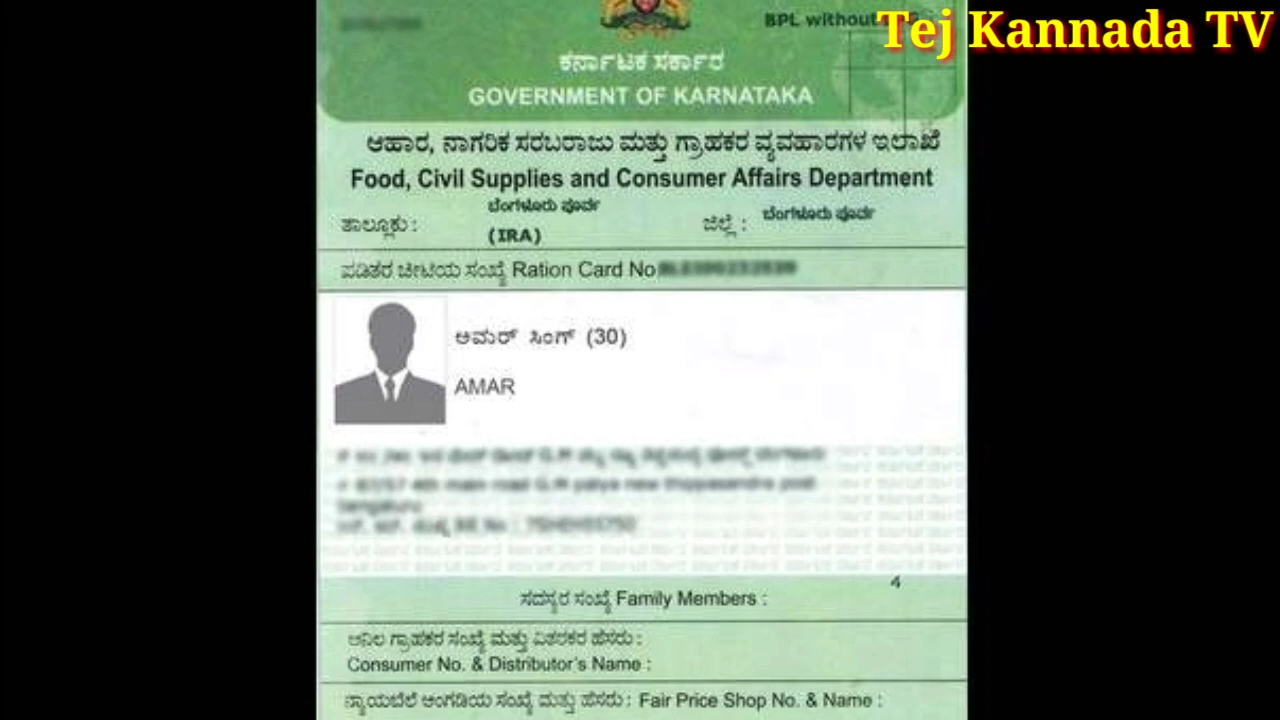 BPL without
Tej Kannada TV
ಕರ್ನಾಟಕ ಸರ್ಕಾರ
GOVERNMENT OF KARNATAKA
ಆಹಾರ, ನಾಗರಿಕ ಸರಬರಾಜು ಮತ್ತು ಗ್ರಾಹಕರ ವ್ಯವಹಾರಗಳ ಇಲಾಖೆ
Food, Civil Supplies and Consumer Affairs Department
ತಾಲ್ಲೂಕು : ಬೆಂಗಳೂರು ಪೂರ್ವ (IRA) ಜಿಲ್ಲೆ : ಬೆಂಗಳೂರು ಪೂರ್ವ
ಪಡಿತರ ಚೀಟಿಯ ಸಂಖ್ಯೆ Ration Card No
ಅಮರ್ ಸಿಂಗ್ (30)
AMAR
4
ಸದಸ್ಯರ ಸಂಖ್ಯೆ Family Members :
ಅನಿಲ ಗ್ರಾಹಕರ ಸಂಖ್ಯೆ ಮತ್ತು ವಿತರಕರ ಹೆಸರು :
Consumer No. & Distributor's Name :
ನ್ಯಾಯಬೆಲೆ ಅಂಗಡಿಯ ಸಂಖ್ಯೆ ಮತ್ತು ಹೆಸರು : Fair Price Shop No. & Name :